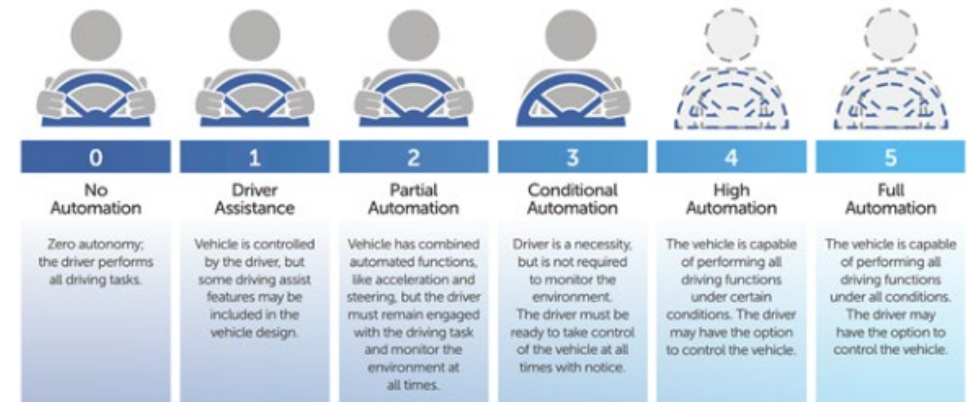 0
No
Automation
Zero autonomy;
the driver performs
all driving tasks.
1
Driver
Assistance
Vehicle is controlled
by the driver, but
some driving assist
features may be
included in the
vehicle design.
2
Partial
Automation
Vehicle has combined
automated functions,
like acceleration and
steering, but the driver
must remain engaged
with the driving task
and monitor the
environment at
all times.
3
Conditional
Automation
Driver is a necessity,
but is not required
to monitor the
environment.
The driver must be
ready to take control
of the vehicle at all
times with notice.
4
High
Automation
The vehicle is capable
of performing all
driving functions
under certain
conditions. The driver
may have the option
to control the vehicle.
5
Full
Automation
The vehicle is capable
of performing all
driving functions
under all conditions.
The driver may
have the option to
control the vehicle.